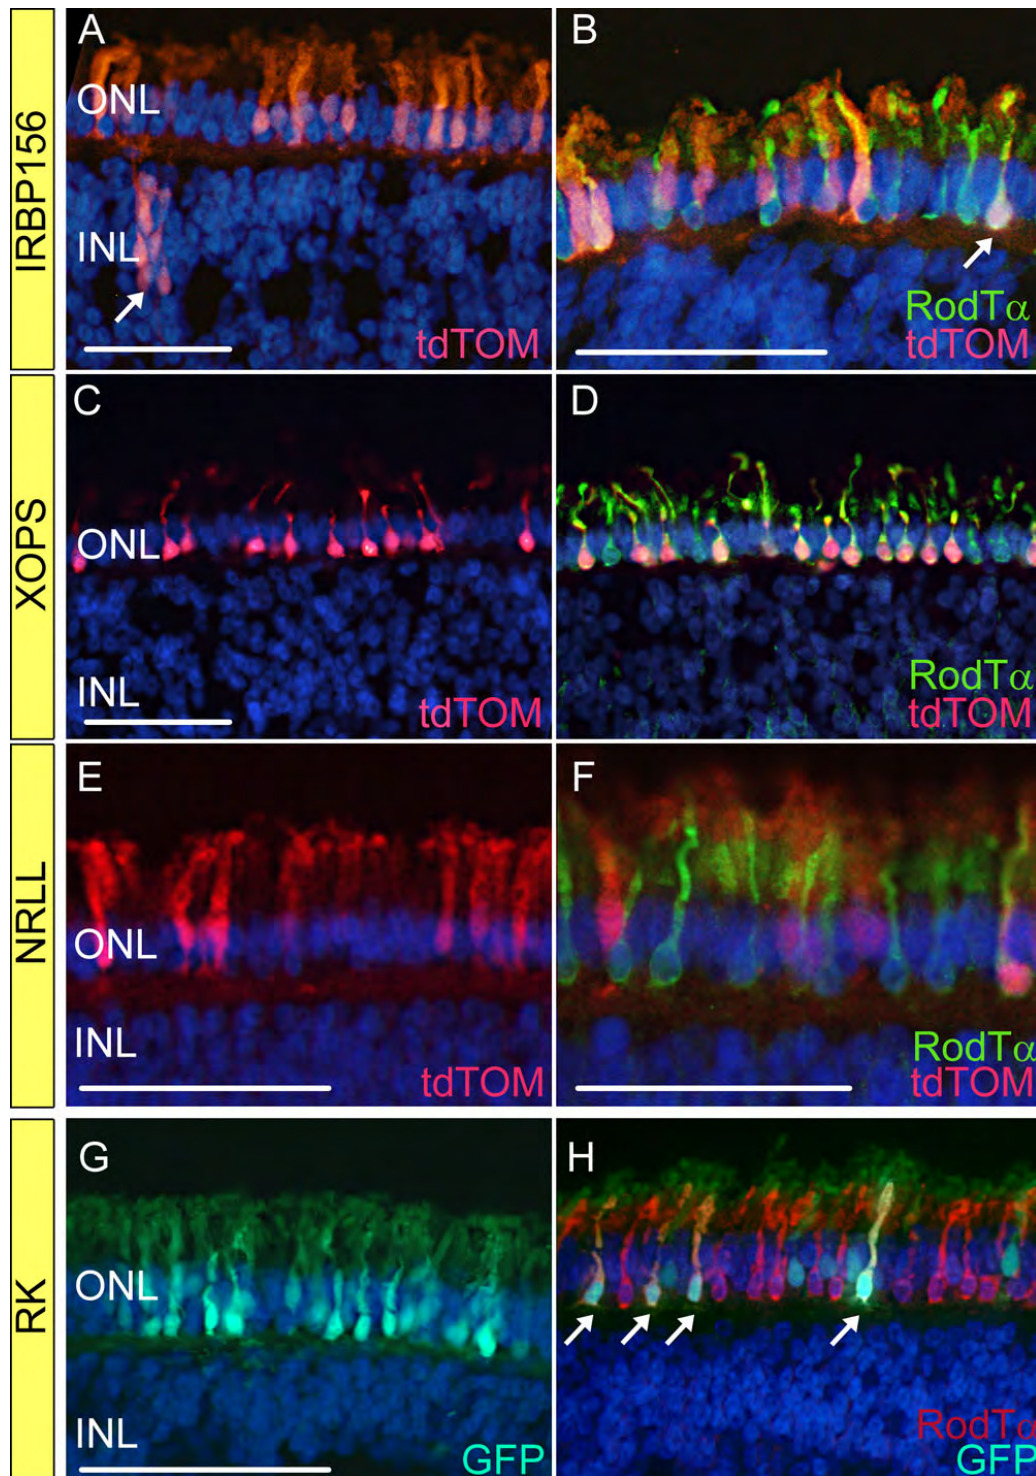 IRBP156
A
ONL
INL
tdTOM
B
RodTα
tdTOM
XOPS
C
ONL
INL
tdTOM
D
RodTα
tdTOM
NRLL
E
ONL
INL
tdTOM
F
RodTα
tdTOM
RK
G
ONL
INL
GFP
H
RodTα
GFP